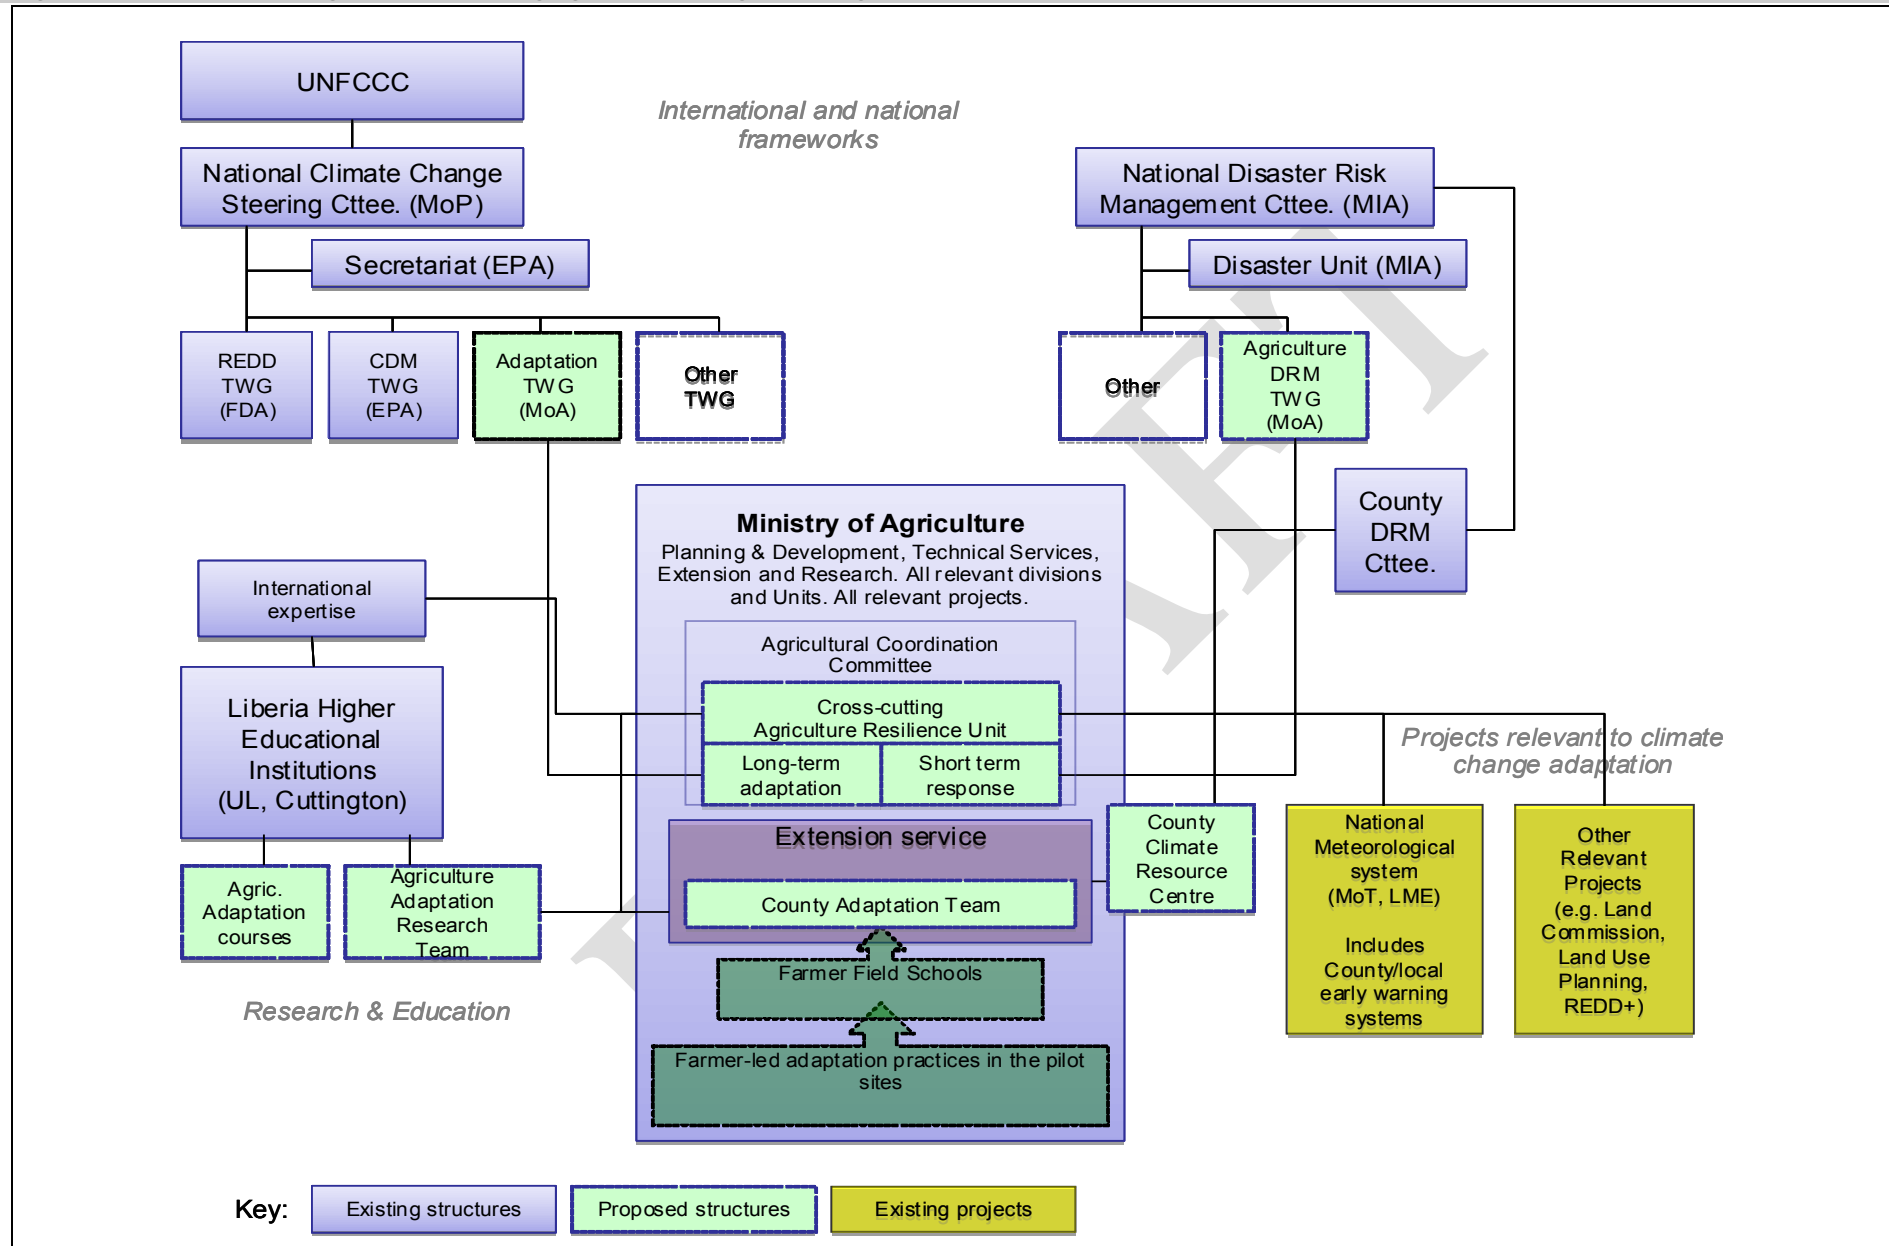 UNFCCC
International and national
frameworks
National Climate Change
Steering Cttee. (MoP)
National Disaster Risk
Management Cttee. (MIA)
Secretariat (EPA)
Disaster Unit (MIA)
REDD
TWG
(FDA)
CDM
TWG
(EPA)
Adaptation
TWG
(MoA)
Other
TWG
Other
Agriculture
DRM
TWG
(MoA)
County
DRM
Cttee.
Ministry of Agriculture
Planning & Development, Technical Services,
Extension and Research. All relevant divisions
and Units. All relevant projects.
International
expertise
Agricultural Coordination
Committee
Cross-cutting
Agriculture Resilience Unit
Long-term
adaptation
Short term
response
Liberia Higher
Educational
Institutions
(UL, Cuttington)
Projects relevant to climate
change adaptation
Extension service
County Adaptation Team
County
Climate
Resource
Centre
National
Meteorological
system
(MoT, LME)
Includes
County/local
early warning
systems
Other
Relevant
Projects
(e.g. Land
Commission,
Land Use
Planning,
REDD+)
Agric.
Adaptation
courses
Agriculture
Adaptation
Research
Team
Farmer Field Schools
Research & Education
Farmer-led adaptation practices in the pilot
sites
Key:
Existing structures
Proposed structures
Existing projects
DRAFT